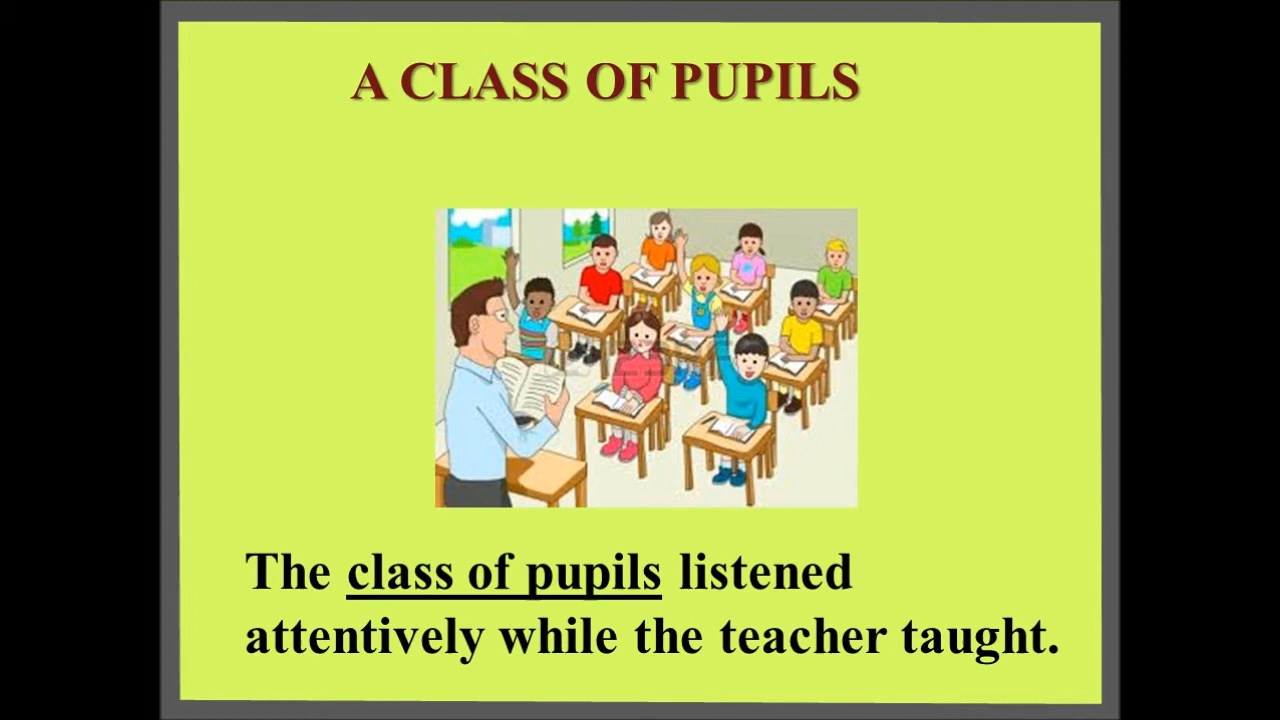 A CLASS OF PUPILS
The class of pupils listened
attentively while the teacher taught.